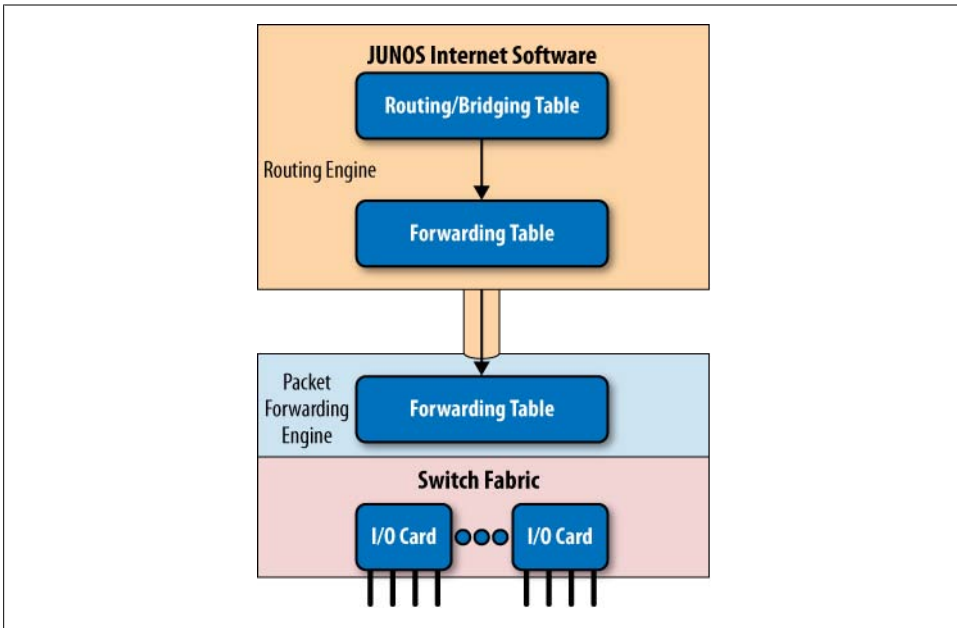 JUNOS Internet Software
Routing/Bridging Table
Routing Engine
Forwarding Table
Packet
Forwarding
Engine
Forwarding Table
Switch Fabric
I/O Card
I/O Card